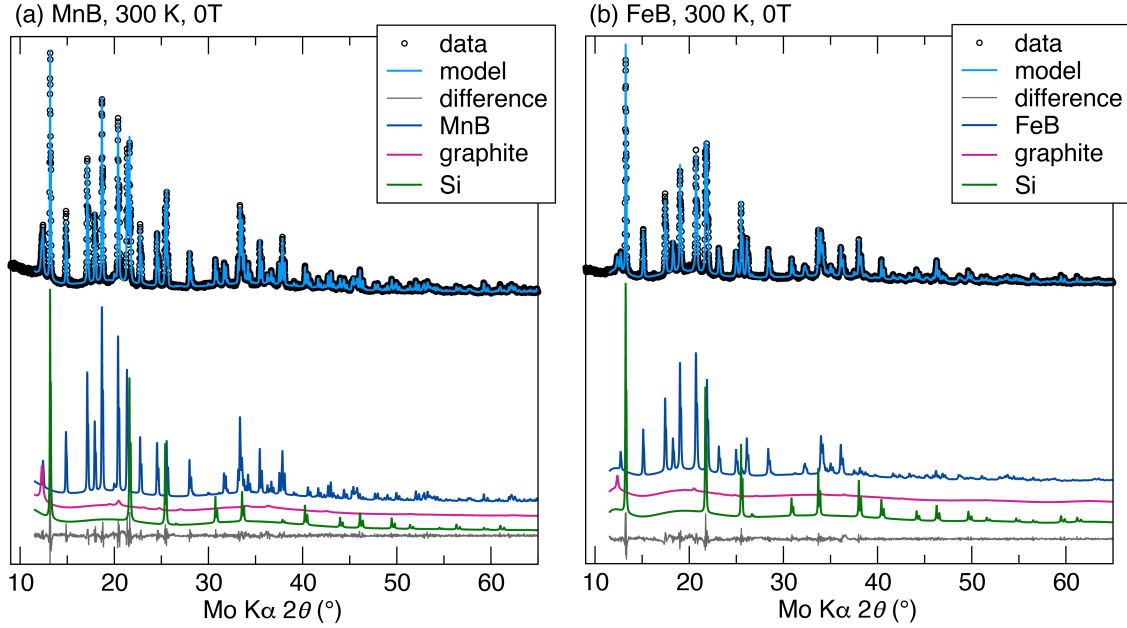 (a) MnB, 300 K, 0T
data
model
difference
MnB
graphite
Si
10 20 30 40 50 60
Mo Kα 2θ (°)
(b) FeB, 300 K, 0T
data
model
difference
FeB
graphite
Si
10 20 30 40 50 60
Mo Kα 2θ (°)